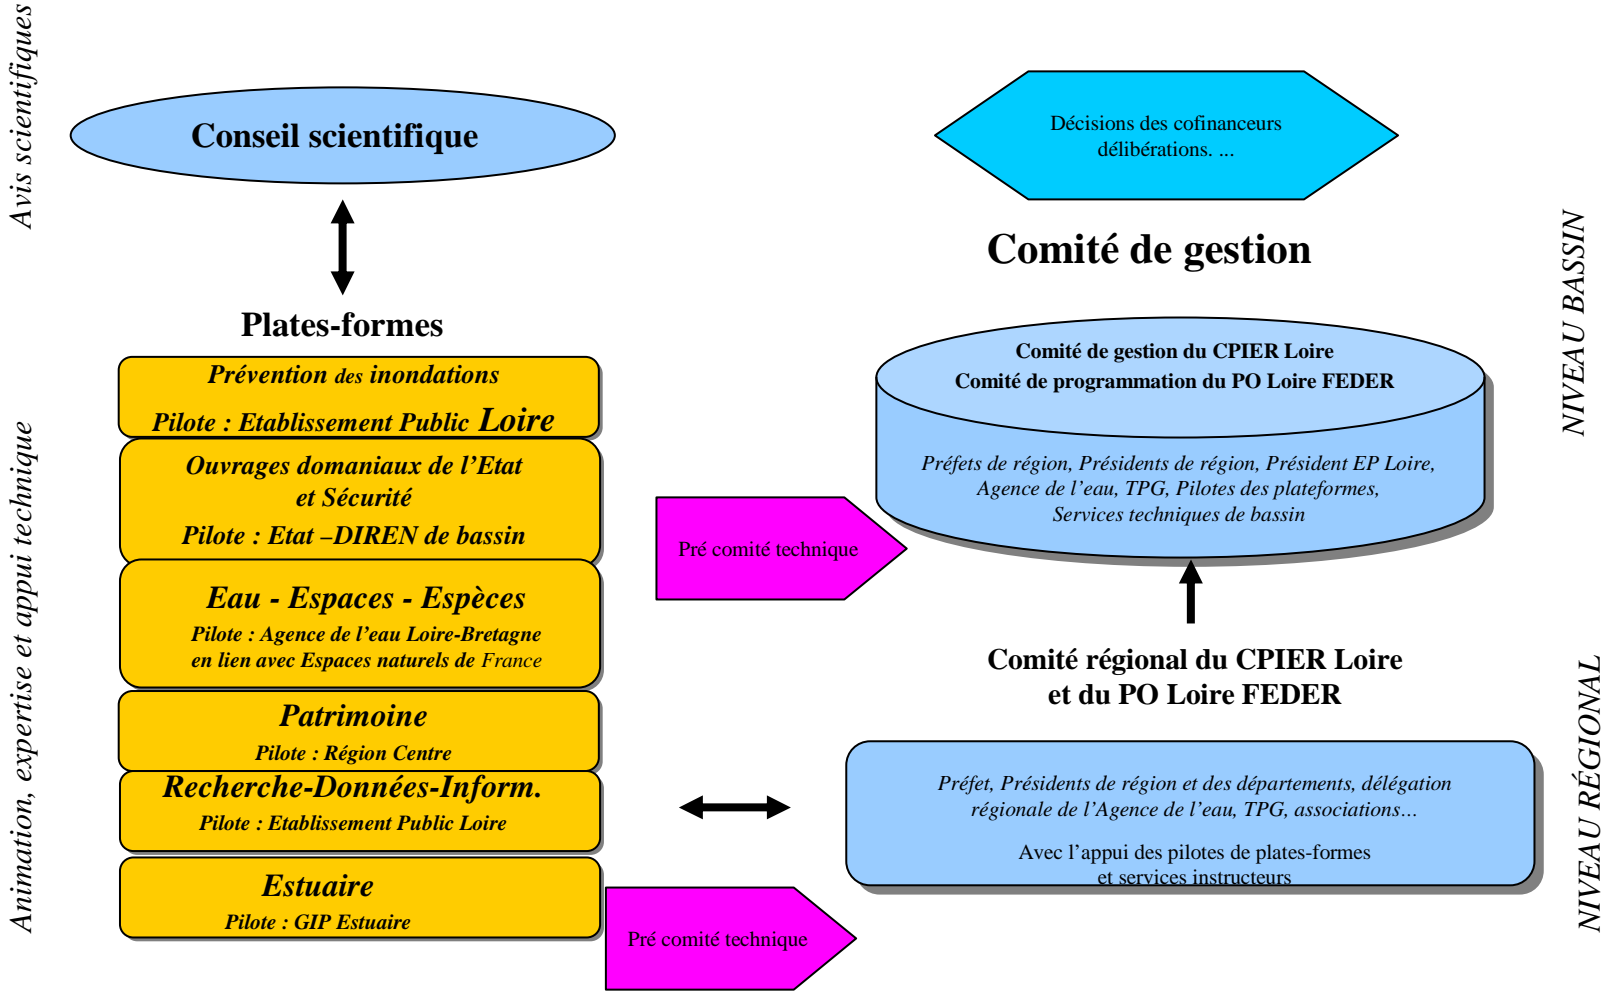 Avis scientifiques
Conseil scientifique
Décisions des cofinanceurs
délibérations. ...
Comité de gestion
NIVEAU BASSIN
Plates-formes
Prévention des inondations
Pilote : Etablissement Public Loire
Ouvrages domaniaux de l’Etat
et Sécurité
Pilote : Etat –DIREN de bassin
Eau - Espaces - Espèces
Pilote : Agence de l’eau Loire-Bretagne
en lien avec Espaces naturels de France
Patrimoine
Pilote : Région Centre
Recherche-Données-Inform.
Pilote : Etablissement Public Loire
Estuaire
Pilote : GIP Estuaire
Animation, expertise et appui technique
Comité de gestion du CPIER Loire
Comité de programmation du PO Loire FEDER
Préfets de région, Présidents de région, Président EP Loire,
Agence de l’eau, TPG, Pilotes des plateformes,
Services techniques de bassin
Pré comité technique
Comité régional du CPIER Loire
et du PO Loire FEDER
Préfet, Présidents de région et des départements, délégation
régionale de l’Agence de l’eau, TPG, associations…
Avec l’appui des pilotes de plates-formes
et services instructeurs
Pré comité technique
NIVEAU RÉGIONAL